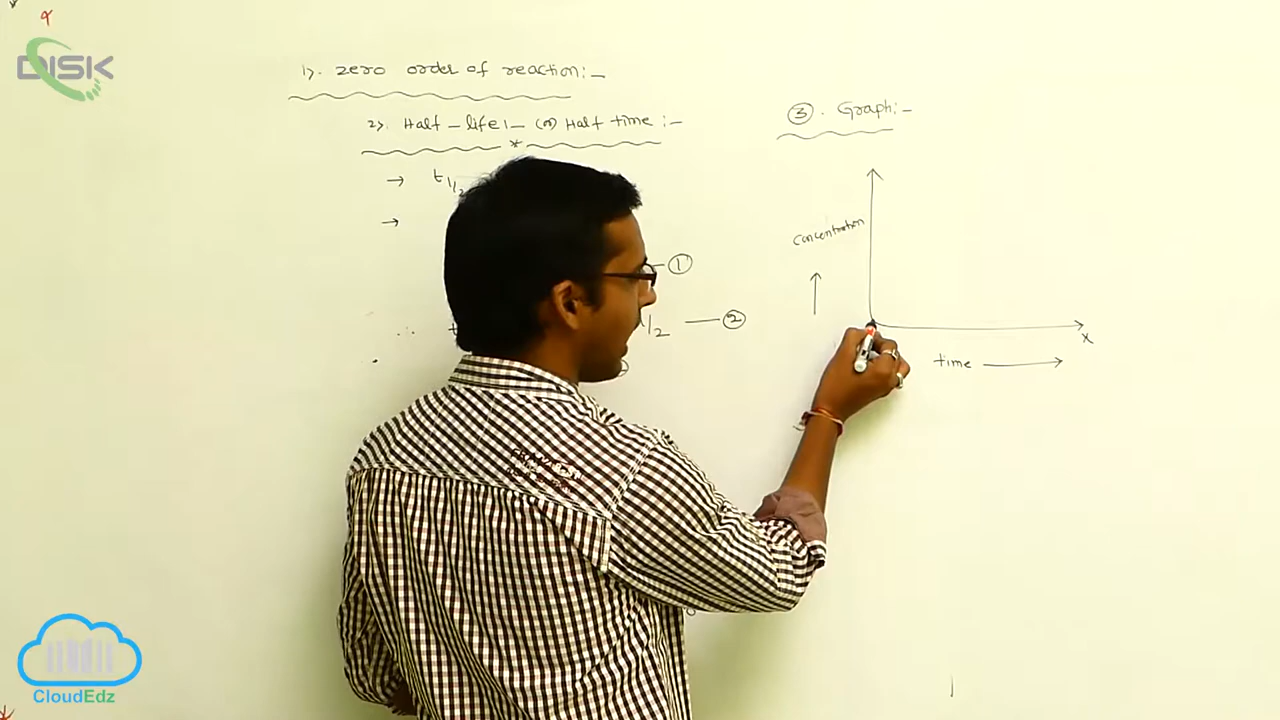 DISK
1). zero order of reaction:-
2). Half-life:- (or) Half time:-
→ t1/2
→
①
∴ t 1/2 — ②
③. Graph:-
concentration
x
time →
CloudEdz